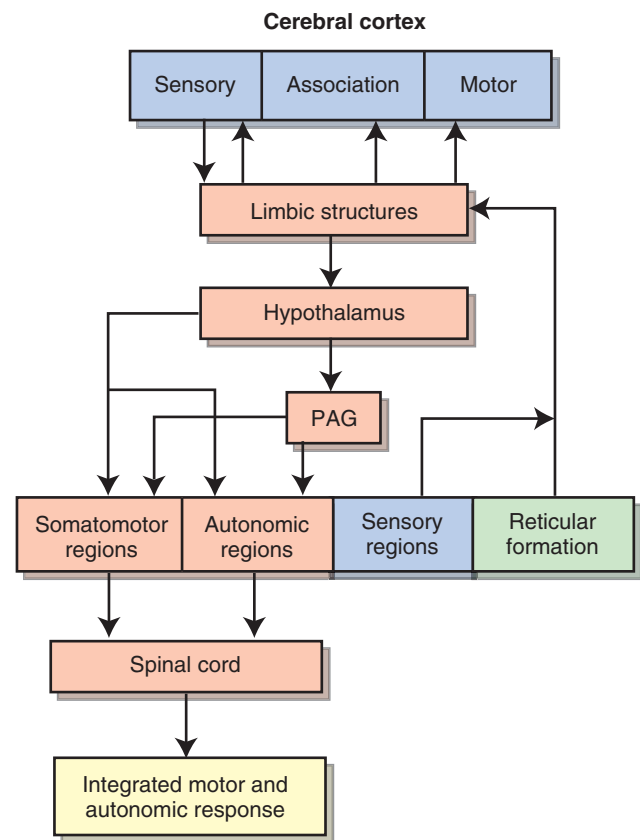 Cerebral cortex
Sensory
Association
Motor
Limbic structures
Hypothalamus
PAG
Somatomotor
regions
Autonomic
regions
Sensory
regions
Reticular
formation
Spinal cord
Integrated motor and
autonomic response